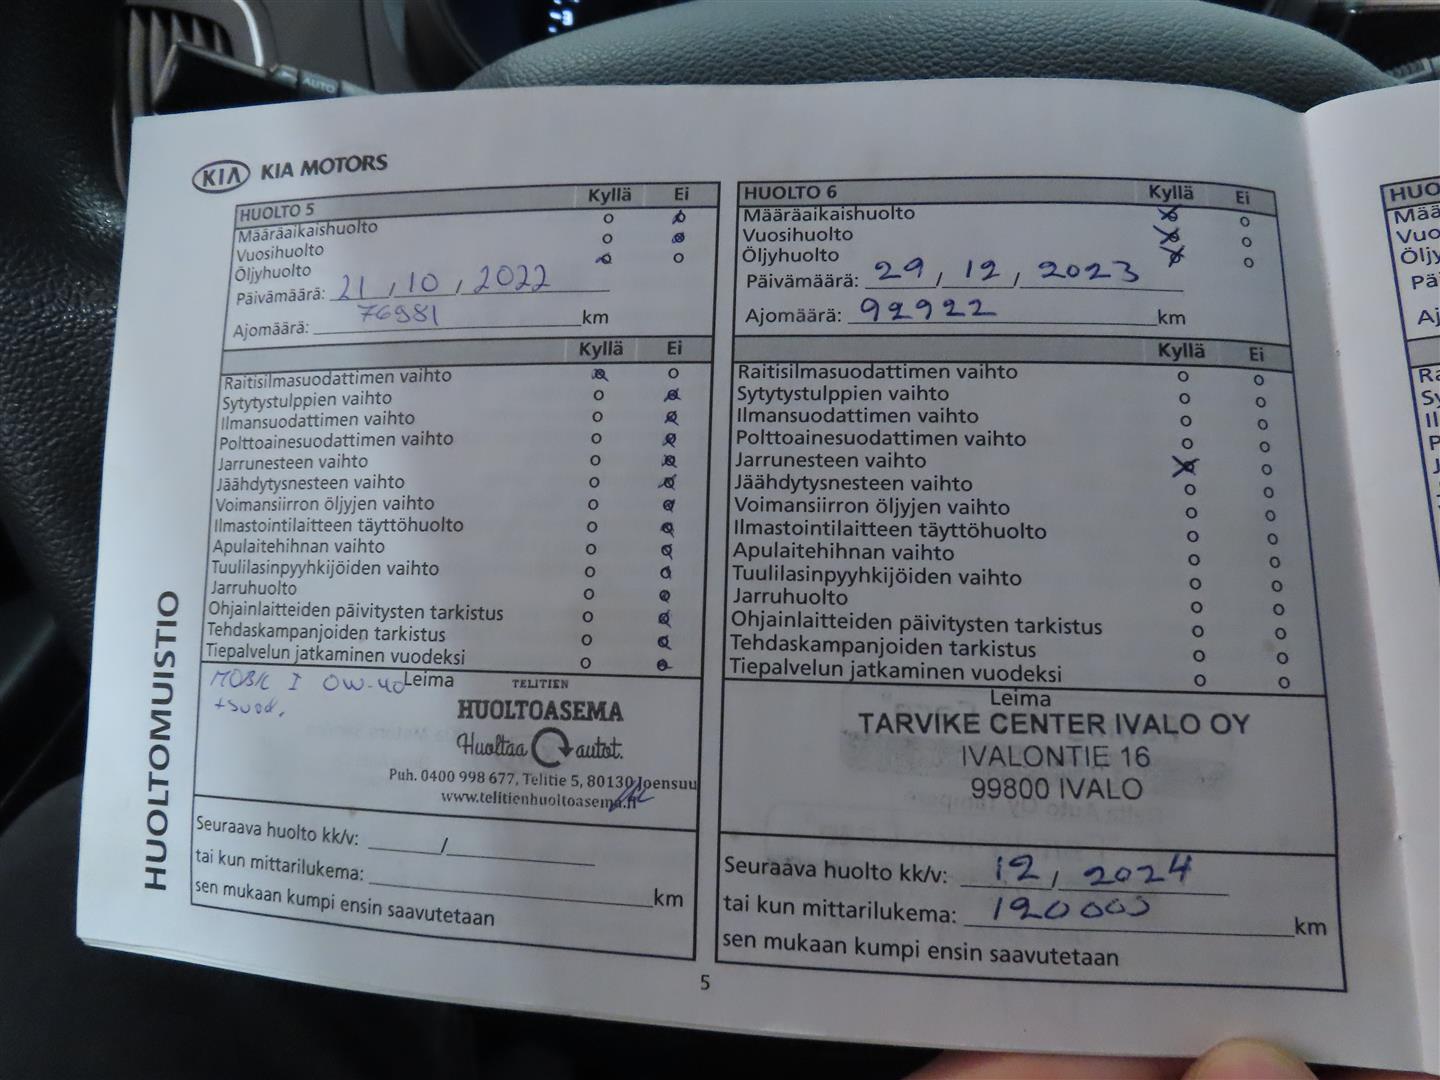 AUTO
KIA KIA MOTORS
HUOLTOMUISTIO
HUOLTO 5 Kyllä Ei
Määräaikaishuolto o o
Vuosihuolto o o
Öljyhuolto o o
Päivämäärä: 21, 10, 2022
Ajomäärä: 76981 km
Kyllä Ei
Raitisilmasuodattimen vaihto o o
Sytytystulppien vaihto o o
Ilmansuodattimen vaihto o o
Polttoainesuodattimen vaihto o o
Jarrunesteen vaihto o o
Jäähdytysnesteen vaihto o o
Voimansiirron öljyjen vaihto o o
Ilmastointilaitteen täyttöhuolto o o
Apulaitehihnan vaihto o o
Tuulilasinpyyhkijöiden vaihto o o
Jarruhuolto o o
Ohjainlaitteiden päivitysten tarkistus o o
Tehdaskampanjoiden tarkistus o o
Tiepalvelun jatkaminen vuodeksi o o
MOBIL I 0W-40 Leima
+suod.
TELITIEN
HUOLTOASEMA
Huoltaa autot.
Puh. 0400 998 677, Telitie 5, 80130 Joensuu
www.telitienhuoltoasema.fi
Seuraava huolto kk/v: /
tai kun mittarilukema: km
sen mukaan kumpi ensin saavutetaan
HUOLTO 6 Kyllä Ei
Määräaikaishuolto o o
Vuosihuolto o o
Öljyhuolto o o
Päivämäärä: 29, 12, 2023
Ajomäärä: 92922 km
Kyllä Ei
Raitisilmasuodattimen vaihto o o
Sytytystulppien vaihto o o
Ilmansuodattimen vaihto o o
Polttoainesuodattimen vaihto o o
Jarrunesteen vaihto o o
Jäähdytysnesteen vaihto o o
Voimansiirron öljyjen vaihto o o
Ilmastointilaitteen täyttöhuolto o o
Apulaitehihnan vaihto o o
Tuulilasinpyyhkijöiden vaihto o o
Jarruhuolto o o
Ohjainlaitteiden päivitysten tarkistus o o
Tehdaskampanjoiden tarkistus o o
Tiepalvelun jatkaminen vuodeksi o o
Leima
TARVIKE CENTER IVALO OY
IVALONTIE 16
99800 IVALO
Seuraava huolto kk/v: 12, 2024
tai kun mittarilukema: 120000 km
sen mukaan kumpi ensin saavutetaan
5